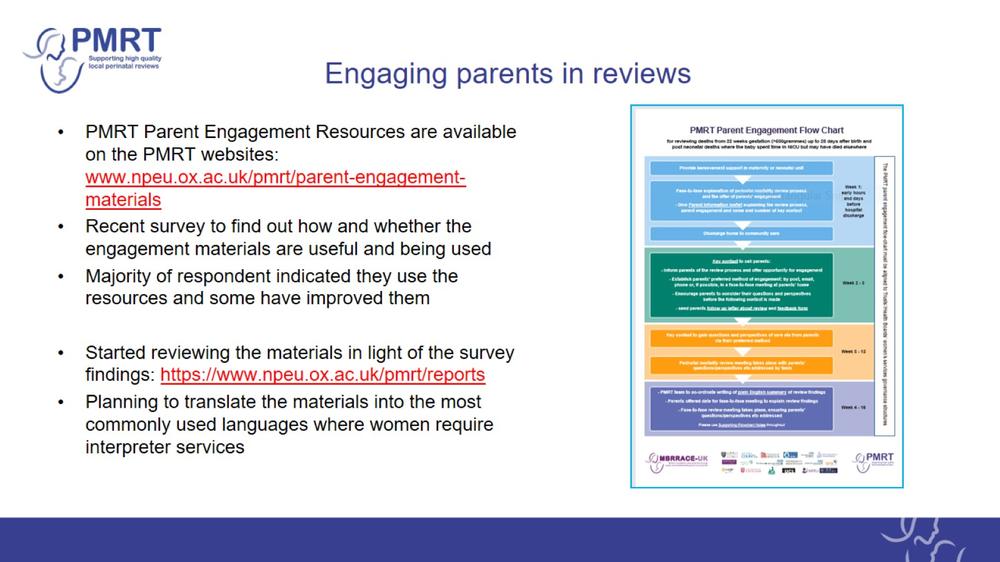 PMRT
Supporting high quality
local perinatal reviews
Engaging parents in reviews
• PMRT Parent Engagement Resources are available
on the PMRT websites:
www.npeu.ox.ac.uk/pmrt/parent-engagement-
materials
• Recent survey to find out how and whether the
engagement materials are useful and being used
• Majority of respondent indicated they use the
resources and some have improved them
• Started reviewing the materials in light of the survey
findings: https://www.npeu.ox.ac.uk/pmrt/reports
• Planning to translate the materials into the most
commonly used languages where women require
interpreter services
PMRT Parent Engagement Flow Chart
for reviewing deaths from 22 weeks gestation (>500grammes) up to 28 days after birth and
post neonatal deaths where the baby spent time in NICU but may have died elsewhere
Provide bereavement support in maternity or neonatal unit
Face-to-face explanation of perinatal mortality review process
and the offer of parents' engagement:
- Give Parent Information leaflet explaining the review process,
parent engagement and name and number of key contact
Discharge home to community care
Week 1:
early hours
and days
before
hospital
discharge
Key contact to call parents:
- Inform parents of the review process and offer opportunity for engagement
- Establish parents' preferred method of engagement: by post, email,
phone or, if possible, in a face-to-face meeting at parents' home
- Encourage parents to consider their questions and perspectives
before the following contact is made
- send parents follow up letter about review and feedback form
Week 2 - 3
Key contact to gain questions and perspectives of care etc from parents
via their preferred method
Perinatal mortality review meeting takes place with parents'
questions/perspectives etc addressed by team
Week 5 - 12
- PMRT team to co-ordinate writing of plain English summary of review findings
- Parents offered date for face-to-face meeting to explain review findings
- Face-to-face review meeting takes place, ensuring parents'
questions/perspectives etc addressed
Please use Supporting Flowchart Notes throughout
The PMRT parent engagement flow-chart must be aligned to Trusts'/Health Boards' women's services governance structures
MBRRACE-UK
UCL
NPEU
PMRT